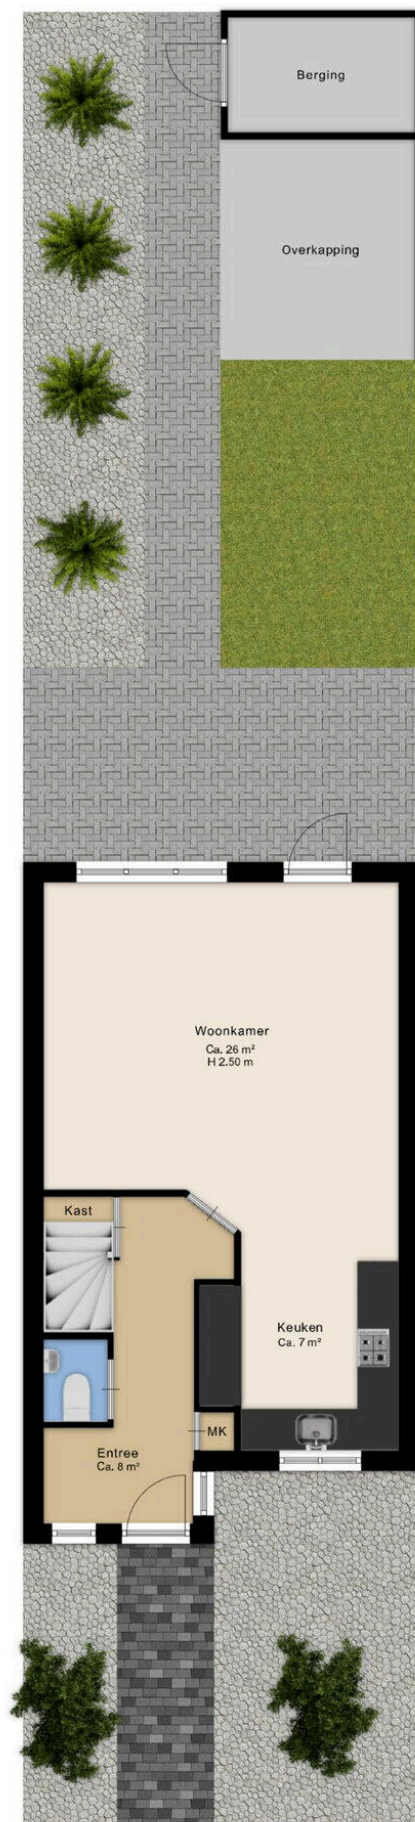 Berging
Overkapping
Woonkamer
Ca. 26 m²
H 2.50 m
Kast
Keuken
Ca. 7 m²
MK
Entree
Ca. 8 m²